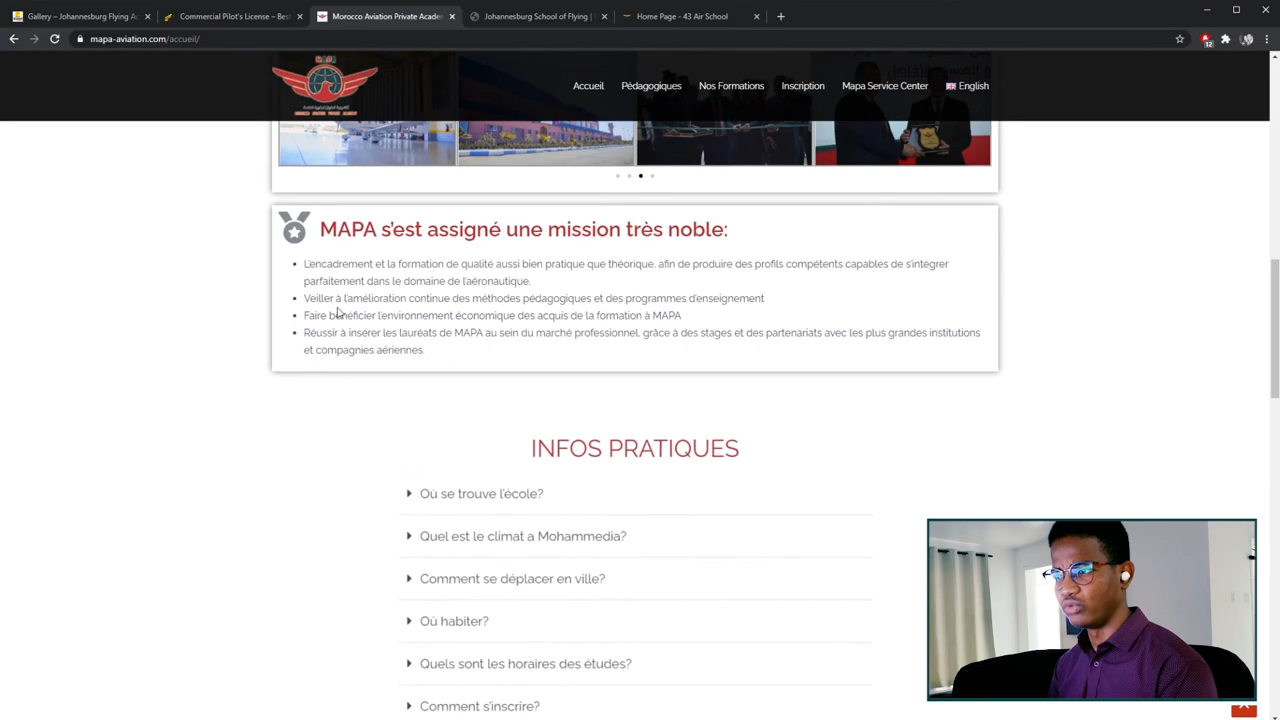 Gallery – Johannesburg Flying Ac
Commercial Pilot's License – Bes
Morocco Aviation Private Acade
Johannesburg School of Flying |
Home Page - 43 Air School
mapa-aviation.com/accueil/
12
Accueil
Pédagogiques
Nos Formations
Inscription
Mapa Service Center
English
MAPA s'est assigné une mission très noble:
L'encadrement et la formation de qualité aussi bien pratique que théorique, afin de produire des profils compétents capables de s'intégrer
parfaitement dans le domaine de l'aéronautique.
Veiller à l'amélioration continue des méthodes pédagogiques et des programmes d'enseignement
Faire bénéficier l'environnement économique des acquis de la formation à MAPA
Réussir à insérer les lauréats de MAPA au sein du marché professionnel, grâce à des stages et des partenariats avec les plus grandes institutions
et compagnies aériennes.
INFOS PRATIQUES
Où se trouve l'école?
Quel est le climat a Mohammedia?
Comment se déplacer en ville?
Où habiter?
Quels sont les horaires des études?
Comment s'inscrire?